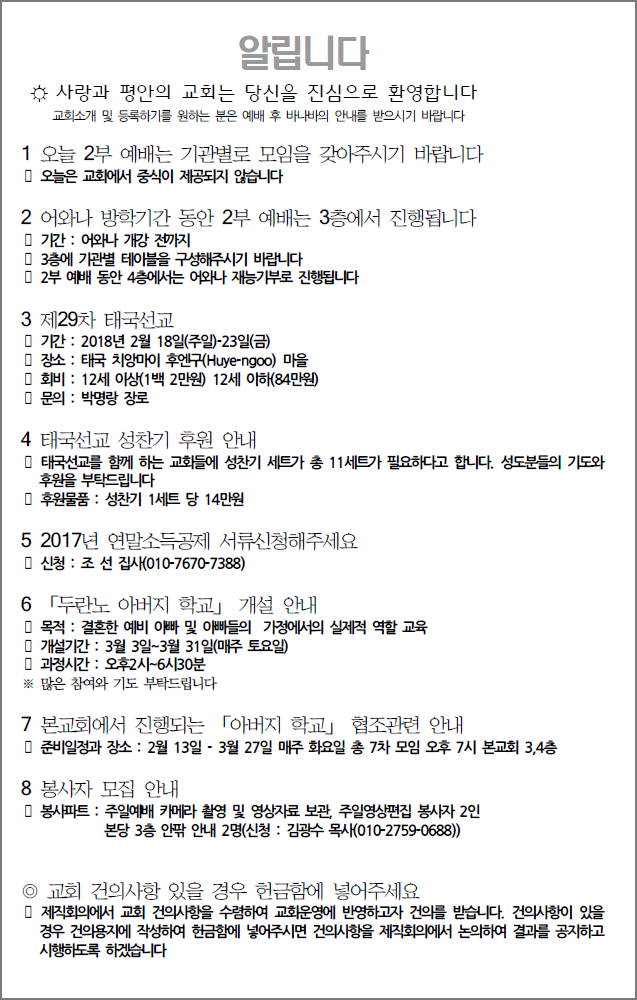 알립니다
☼ 사랑과 평안의 교회는 당신을 진심으로 환영합니다
교회소개 및 등록하기를 원하는 분은 예배 후 바나바의 안내를 받으시기 바랍니다
1 오늘 2부 예배는 기관별로 모임을 갖아주시기 바랍니다
▯ 오늘은 교회에서 중식이 제공되지 않습니다
2 어와나 방학기간 동안 2부 예배는 3층에서 진행됩니다
▯ 기간 : 어와나 개강 전까지
▯ 3층에 기관별 테이블을 구성해주시기 바랍니다
▯ 2부 예배 동안 4층에서는 어와나 재능기부로 진행됩니다
3 제29차 태국선교
▯ 기간 : 2018년 2월 18일(주일)-23일(금)
▯ 장소 : 태국 치앙마이 후엔구(Huye-ngoo) 마을
▯ 회비 : 12세 이상(1백 2만원) 12세 이하(84만원)
▯ 문의 : 박명랑 장로
4 태국선교 성찬기 후원 안내
▯ 태국선교를 함께 하는 교회들에 성찬기 세트가 총 11세트가 필요하다고 합니다. 성도분들의 기도와
후원을 부탁드립니다
▯ 후원물품 : 성찬기 1세트 당 14만원
5 2017년 연말소득공제 서류신청해주세요
▯ 신청 : 조 선 집사(010-7670-7388)
6 「두란노 아버지 학교」 개설 안내
▯ 목적 : 결혼한 예비 아빠 및 아빠들의 가정에서의 실제적 역할 교육
▯ 개설기간 : 3월 3일~3월 31일(매주 토요일)
▯ 과정시간 : 오후2시~6시30분
※ 많은 참여와 기도 부탁드립니다
7 본교회에서 진행되는 「아버지 학교」 협조관련 안내
▯ 준비일정과 장소 : 2월 13일 - 3월 27일 매주 화요일 총 7차 모임 오후 7시 본교회 3,4층
8 봉사자 모집 안내
▯ 봉사파트 : 주일예배 카메라 촬영 및 영상자료 보관, 주일영상편집 봉사자 2인
본당 3층 안팎 안내 2명(신청 : 김광수 목사(010-2759-0688))
◎ 교회 건의사항 있을 경우 헌금함에 넣어주세요
▯ 제직회의에서 교회 건의사항을 수렴하여 교회운영에 반영하고자 건의를 받습니다. 건의사항이 있을
경우 건의용지에 작성하여 헌금함에 넣어주시면 건의사항을 제직회의에서 논의하여 결과를 공지하고
시행하도록 하겠습니다